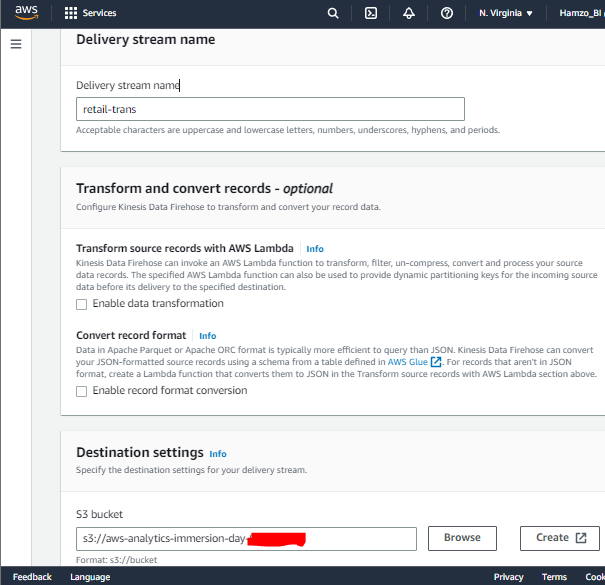 aws
Services
N. Virginia
Hamzo_BI
Delivery stream name
Delivery stream name
retail-trans
Acceptable characters are uppercase and lowercase letters, numbers, underscores, hyphens, and periods.
Transform and convert records - optional
Configure Kinesis Data Firehose to transform and convert your record data.
Transform source records with AWS Lambda Info
Kinesis Data Firehose can invoke an AWS Lambda function to transform, filter, un-compress, convert and process your source
data records. The specified AWS Lambda function can also be used to provide dynamic partitioning keys for the incoming source
data before its delivery to the specified destination.
Enable data transformation
Convert record format Info
Data in Apache Parquet or Apache ORC format is typically more efficient to query than JSON. Kinesis Data Firehose can convert
your JSON-formatted source records using a schema from a table defined in AWS Glue . For records that aren't in JSON
format, create a Lambda function that converts them to JSON in the Transform source records with AWS Lambda section above.
Enable record format conversion
Destination settings Info
Specify the destination settings for your delivery stream.
S3 bucket
s3://aws-analytics-immersion-day-
Browse
Create
Format: s3://bucket
Feedback
Language
Privacy
Terms
Cook